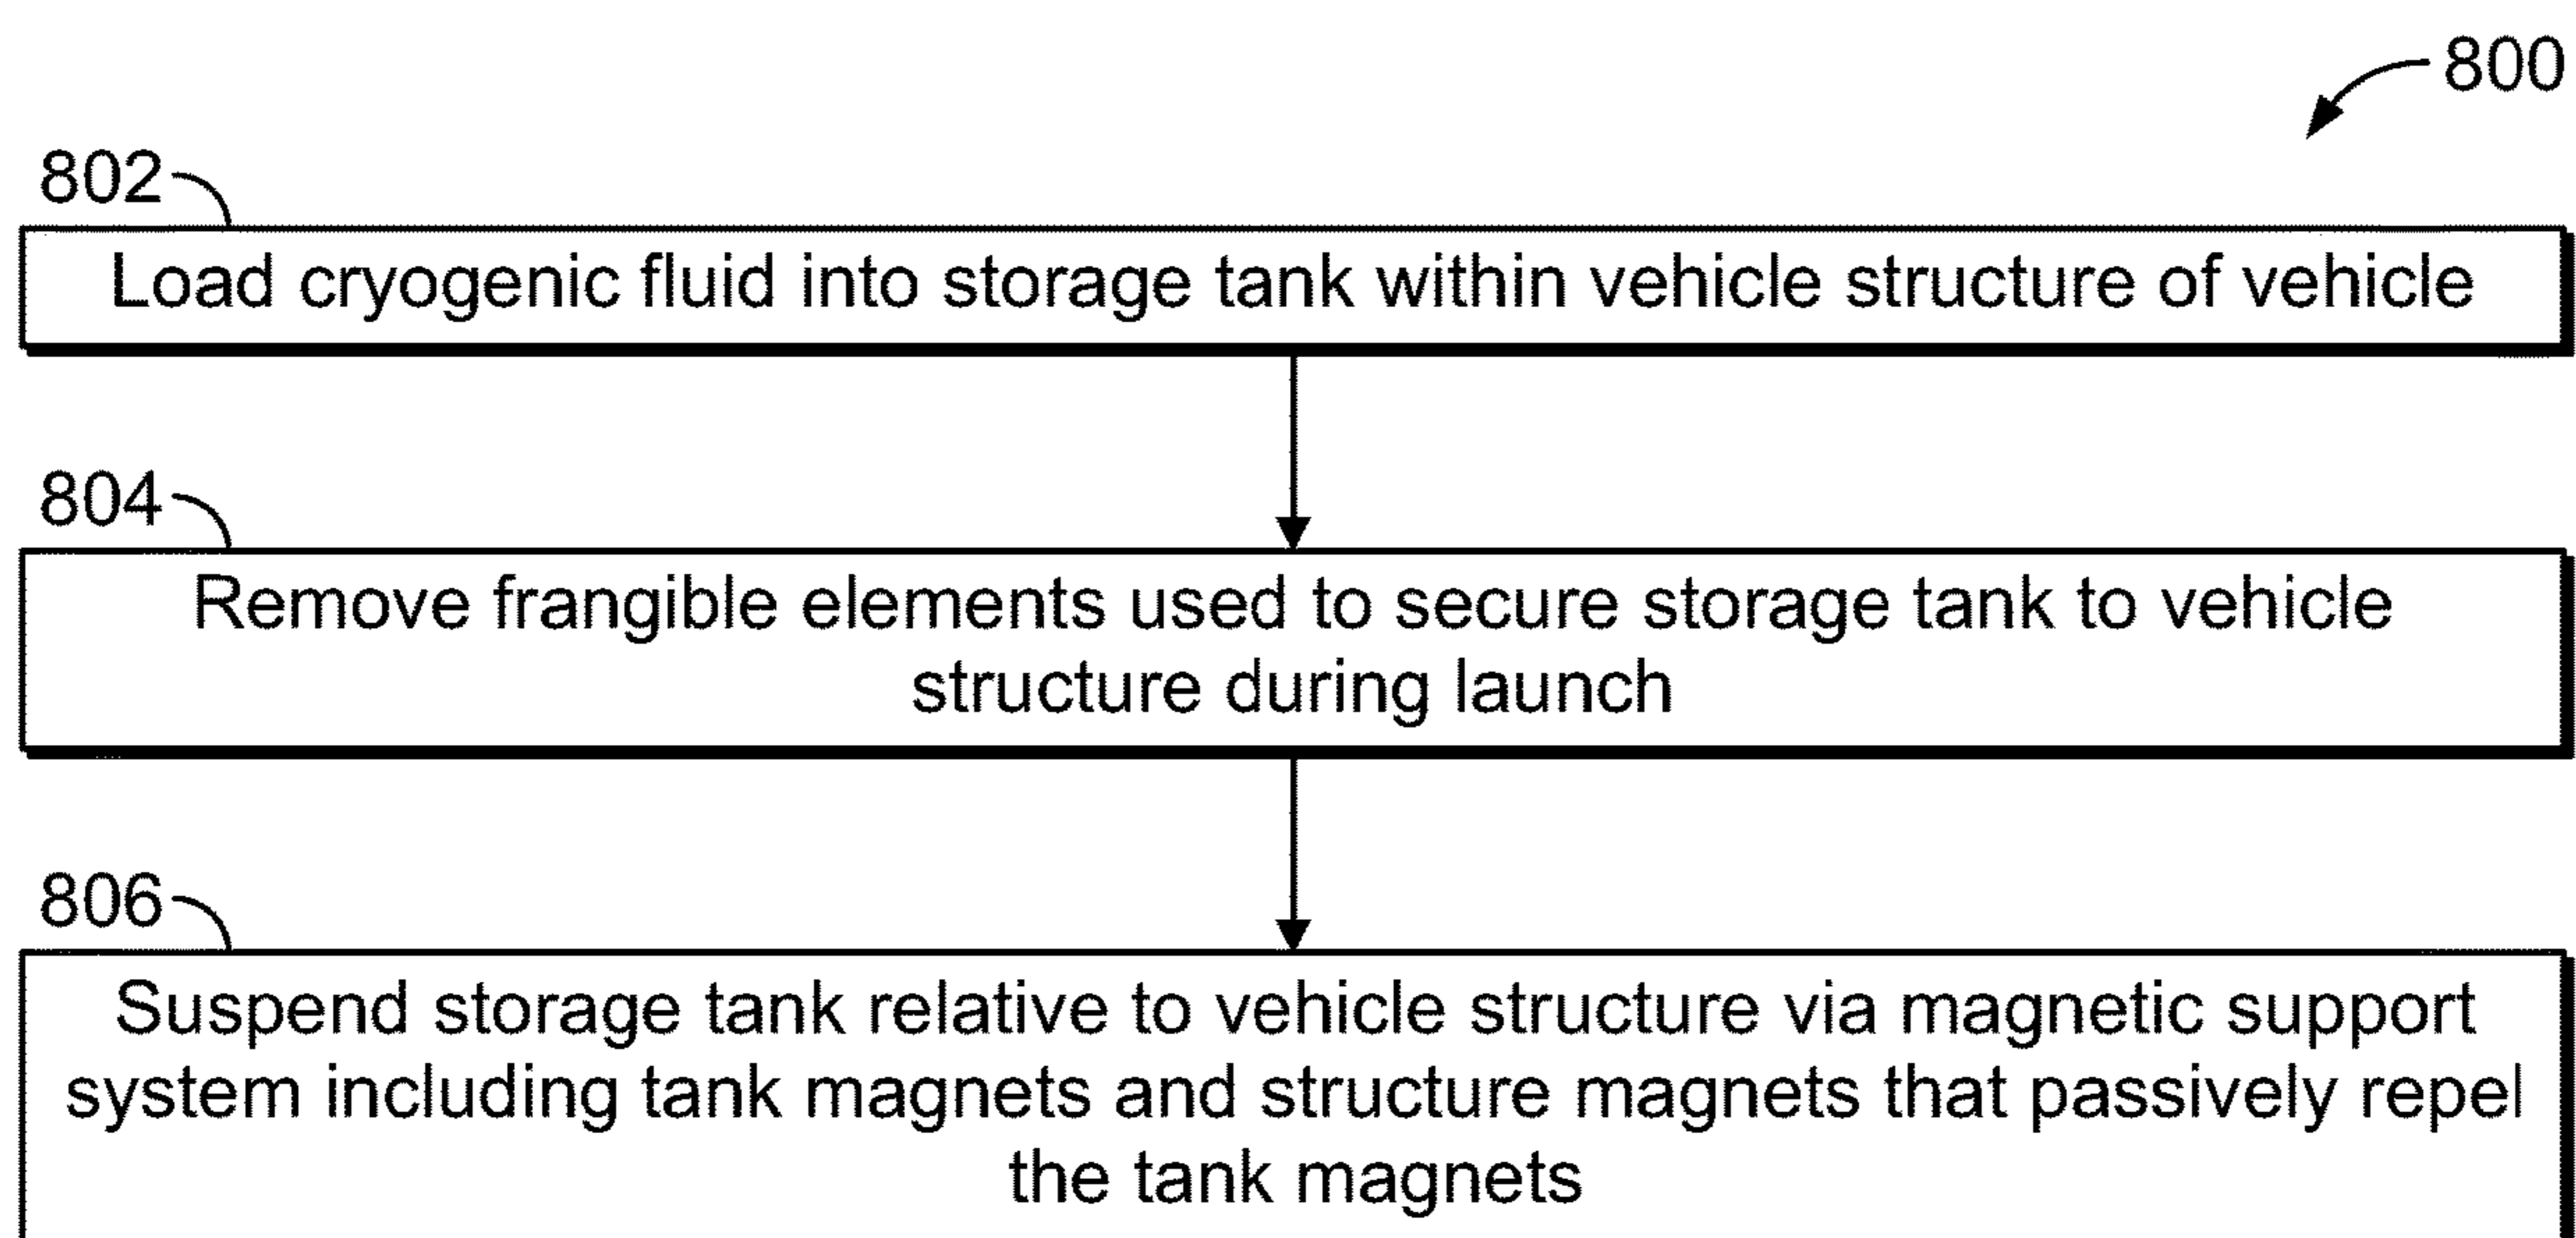 800
802
Load cryogenic fluid into storage tank within vehicle structure of vehicle
804
Remove frangible elements used to secure storage tank to vehicle
structure during launch
806
Suspend storage tank relative to vehicle structure via magnetic support
system including tank magnets and structure magnets that passively repel
the tank magnets